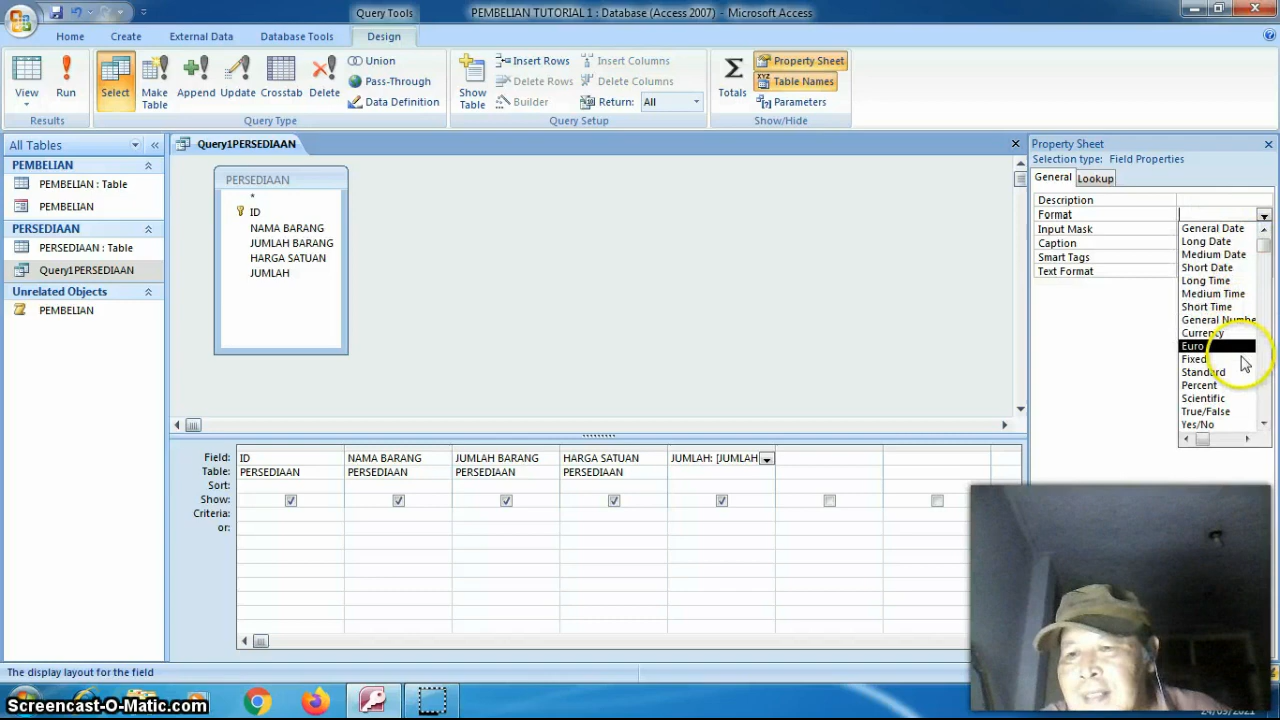 Query Tools
PEMBELIAN TUTORIAL 1 : Database (Access 2007) - Microsoft Access
Home
Create
External Data
Database Tools
Design
View
Run
Select
Make
Table
Append
Update
Crosstab
Delete
Union
Pass-Through
Data Definition
Show
Table
Insert Rows
Delete Rows
Builder
Insert Columns
Delete Columns
Return:
All
Totals
Property Sheet
Table Names
Parameters
Results
Query Type
Query Setup
Show/Hide
All Tables
PEMBELIAN
PEMBELIAN : Table
PEMBELIAN
PERSEDIAAN
PERSEDIAAN : Table
Query1PERSEDIAAN
Unrelated Objects
PEMBELIAN
Query1PERSEDIAAN
PERSEDIAAN
*
ID
NAMA BARANG
JUMLAH BARANG
HARGA SATUAN
JUMLAH
Property Sheet
Selection type: Field Properties
General
Lookup
Description
Format
Input Mask
Caption
Smart Tags
Text Format
General Date
Long Date
Medium Date
Short Date
Long Time
Medium Time
Short Time
General Numbe
Currency
Euro
Fixed
Standard
Percent
Scientific
True/False
Yes/No
Field: ID NAMA BARANG JUMLAH BARANG HARGA SATUAN JUMLAH: [JUMLAH
Table: PERSEDIAAN PERSEDIAAN PERSEDIAAN PERSEDIAAN
Sort:
Show:
Criteria:
or:
The display layout for the field
Screencast-O-Matic.com
24/09/2021